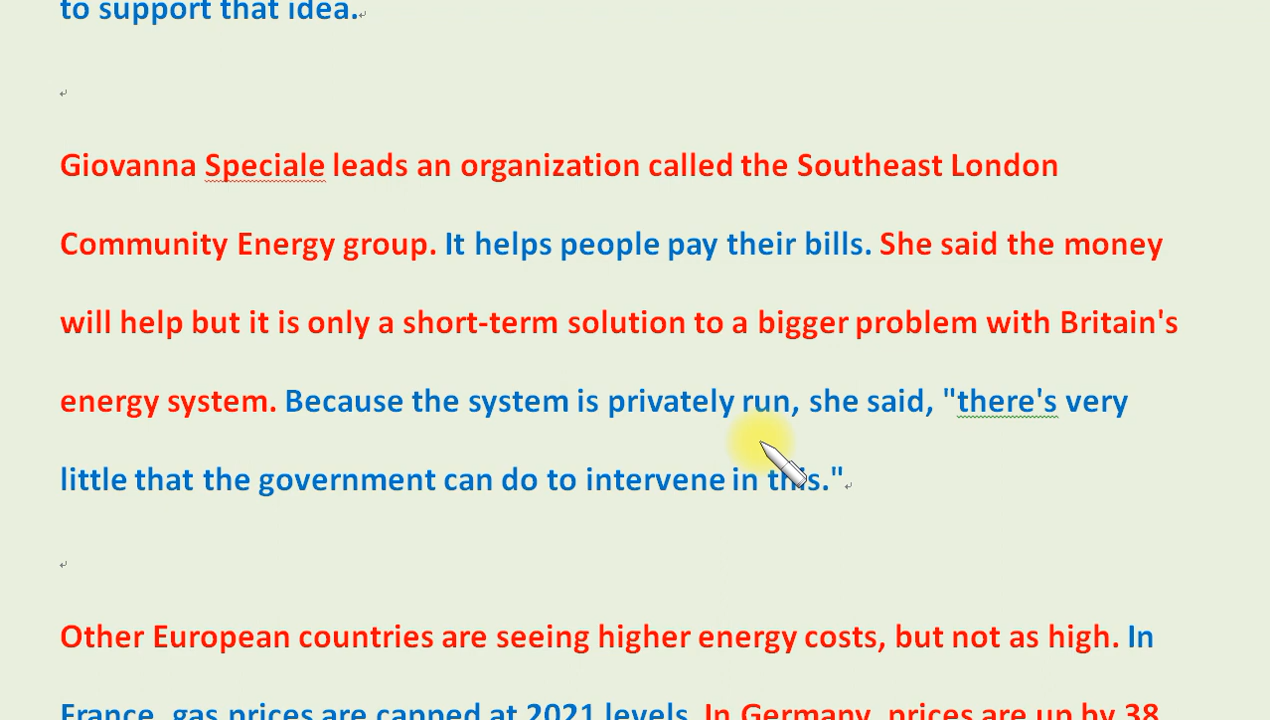 to support that idea.
Giovanna Speciale leads an organization called the Southeast London
Community Energy group. It helps people pay their bills. She said the money
will help but it is only a short-term solution to a bigger problem with Britain's
energy system. Because the system is privately run, she said, "there's very
little that the government can do to intervene in this."
Other European countries are seeing higher energy costs, but not as high. In
France, gas prices are capped at 2021 levels. In Germany, prices are up by 38